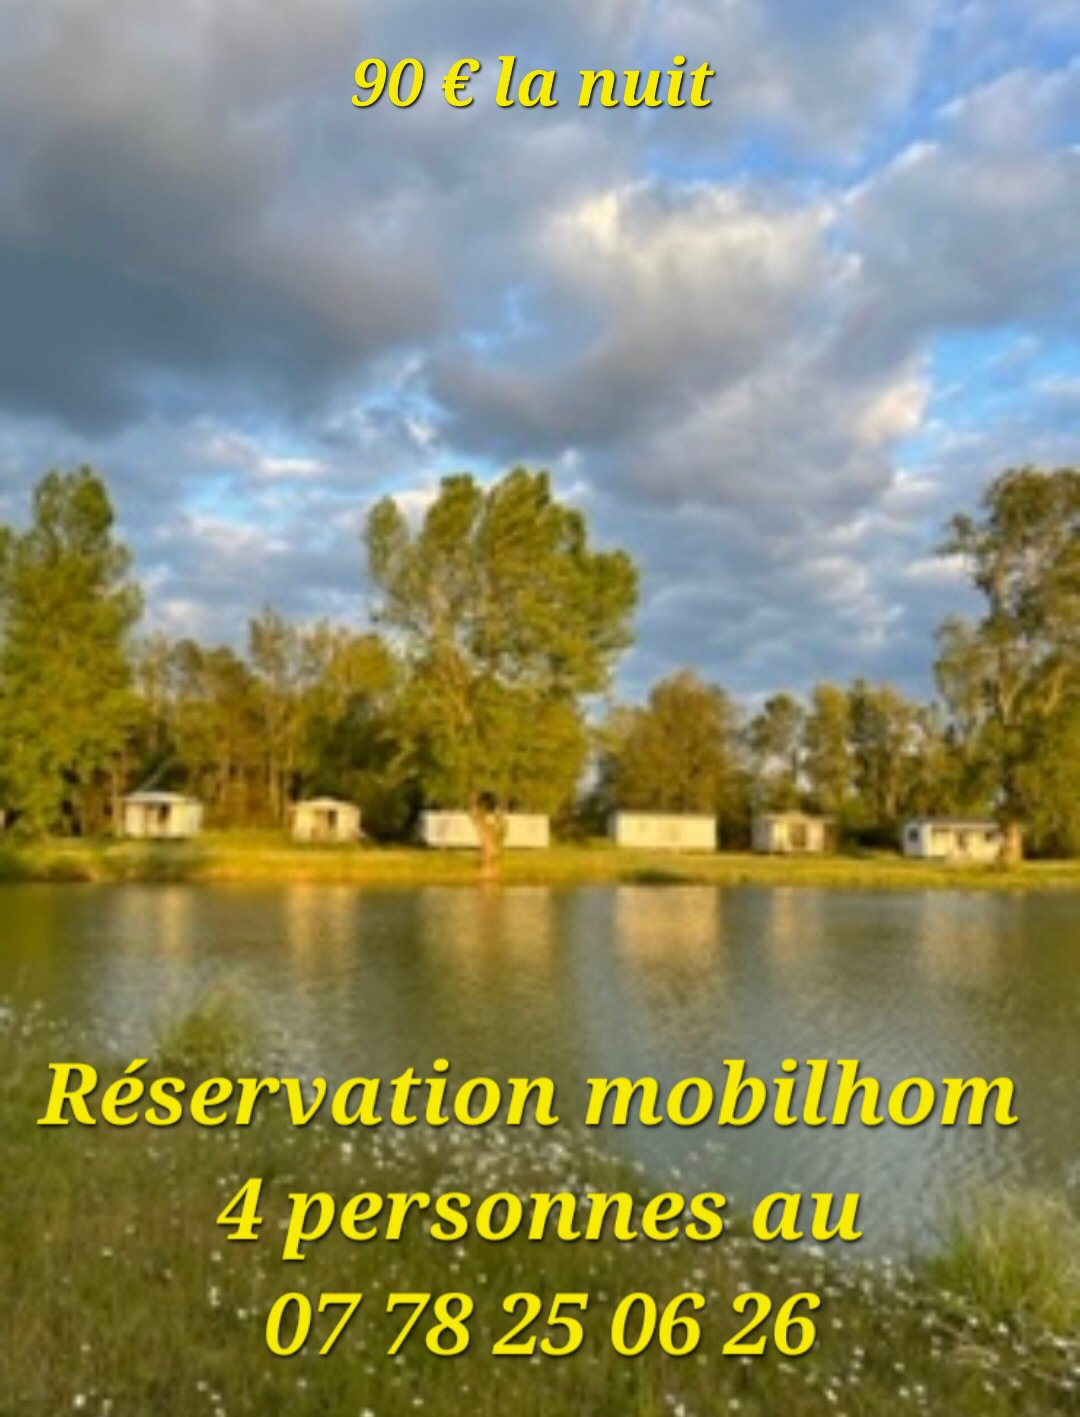 90 € la nuit
Réservation mobilhom
4 personnes au
07 78 25 06 26